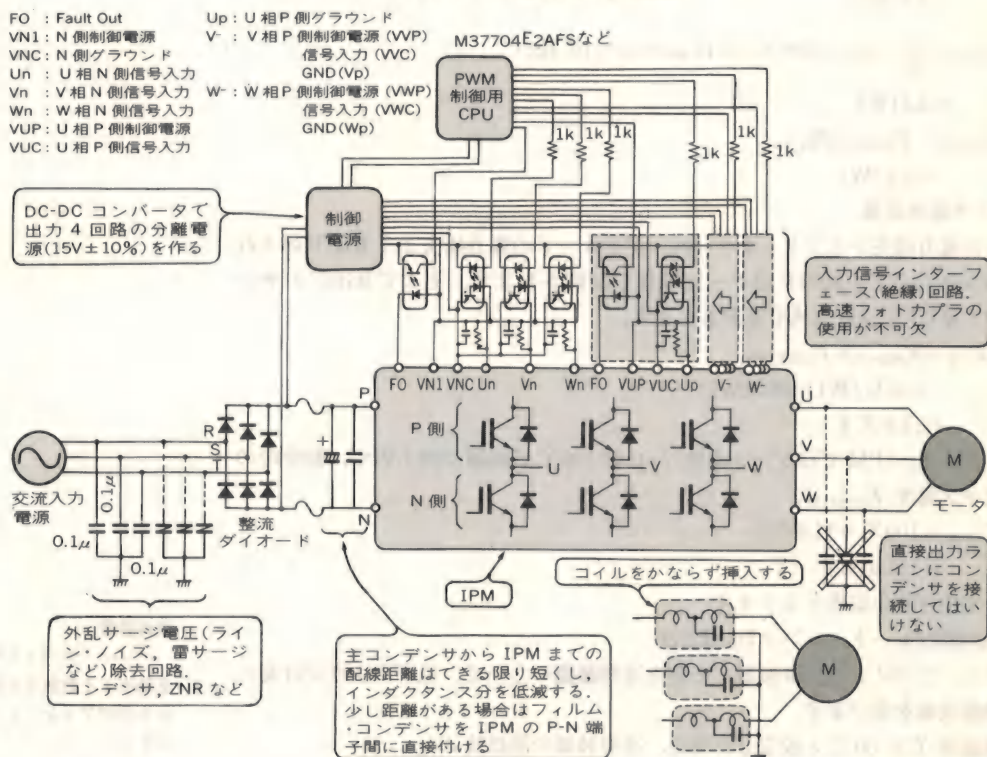 FO : Fault Out
VN1 : N 側制御電源
VNC : N 側グラウンド
Un : U 相 N 側信号入力
Vn : V 相 N 側信号入力
Wn : W 相 N 側信号入力
VUP : U 相 P 側制御電源
VUC : U 相 P 側信号入力
Up : U 相 P 側グラウンド
V- : V 相 P 側制御電源 (VVP)
信号入力 (VVC)
GND (Vp)
W- : W 相 P 側制御電源 (VWP)
信号入力 (VWC)
GND (Wp)
M37704E2AFSなど
PWM
制御用
CPU
1k
1k
1k
1k
DC-DC コンバータで
出力 4 回路の分離電
源(15V±10%)を作る
制御
電源
入力信号インターフ
ェース(絶縁)回路.
高速フォトカプラの
使用が不可欠
FO VN1 VNC Un Vn Wn FO VUP VUC Up V- W-
P
N
P 側
N 側
U
V
W
U
V
W
M
モータ
R
S
T
交流入力
電源
0.1μ
0.1μ
0.1μ
整流
ダイオード
IPM
コイルをかならず挿入する
直接出力ラ
インにコン
デンサを接
続してはい
けない
外乱サージ電圧(ライ
ン・ノイズ, 雷サージ
など)除去回路.
コンデンサ, ZNR など
主コンデンサから IPM までの
配線距離はできる限り短くし,
インダクタンス分を低減する.
少し距離がある場合はフィルム
・コンデンサを IPM の P-N 端
子間に直接付ける
M